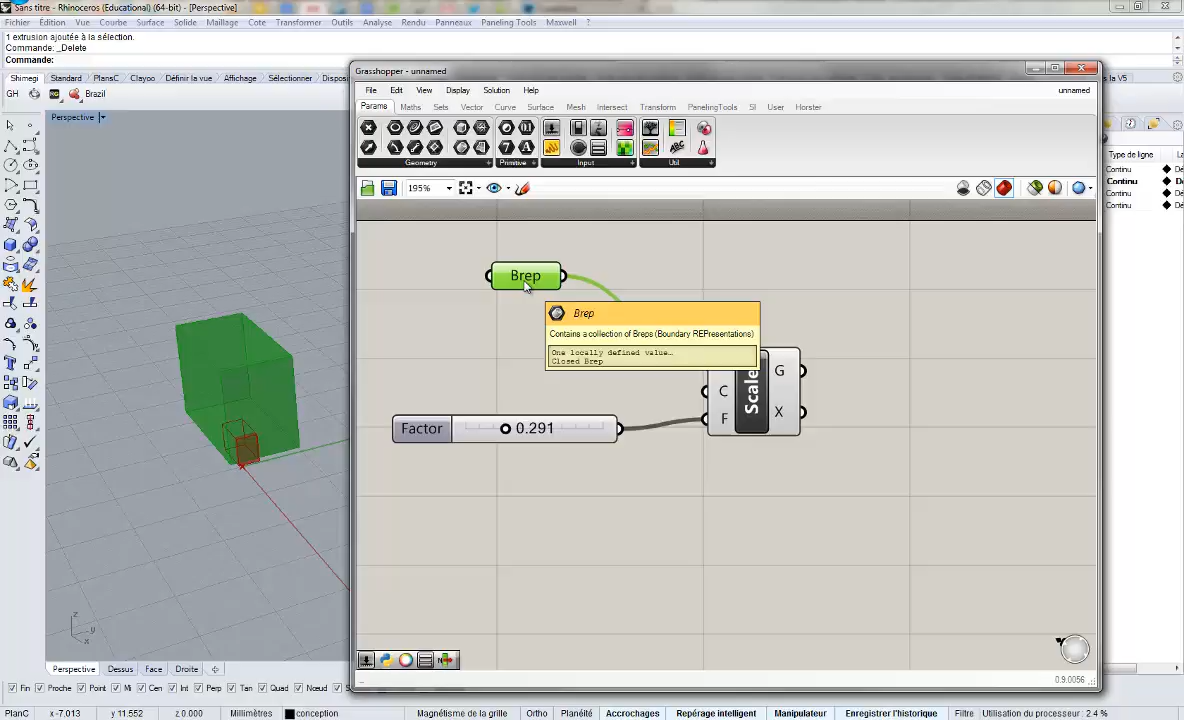 Sans titre - Rhinoceros (Educational) (64-bit) - [Perspective]
Fichier Édition Vue Courbe Surface Solide Maillage Cote Transformer Outils Analyse Rendu Panneaux Paneling Tools Maxwell ?
1 extrusion ajoutée à la sélection.
Commande: _Delete
Commande:
Shimegi Standard PlansC Clayoo Définir la vue Affichage Sélectionner Dispos
la V5
GH Brazil
Perspective
Grasshopper - unnamed
File Edit View Display Solution Help
unnamed
Params Maths Sets Vector Curve Surface Mesh Intersect Transform PanelingTools SI User Horster
Geometry Primitive Input Util
195%
Type de ligne
Continu
Continu
Continu
Continu
Brep
Brep
Contains a collection of Breps (Boundary REPresentations)
One locally defined value…
Closed Brep
Scale
G
C
X
F
Factor 0.291
z
y
x
0.9.0056
Perspective Dessus Face Droite
Fin Proche Point Mi Cen Int Perp Tan Quad Nœud
PlanC x -7.013 y 11.552 z 0.000 Millimètres conception Magnétisme de la grille Ortho Planéité Accrochages Repérage intelligent Manipulateur Enregistrer l'historique Filtre Utilisation du processeur : 2.4 %